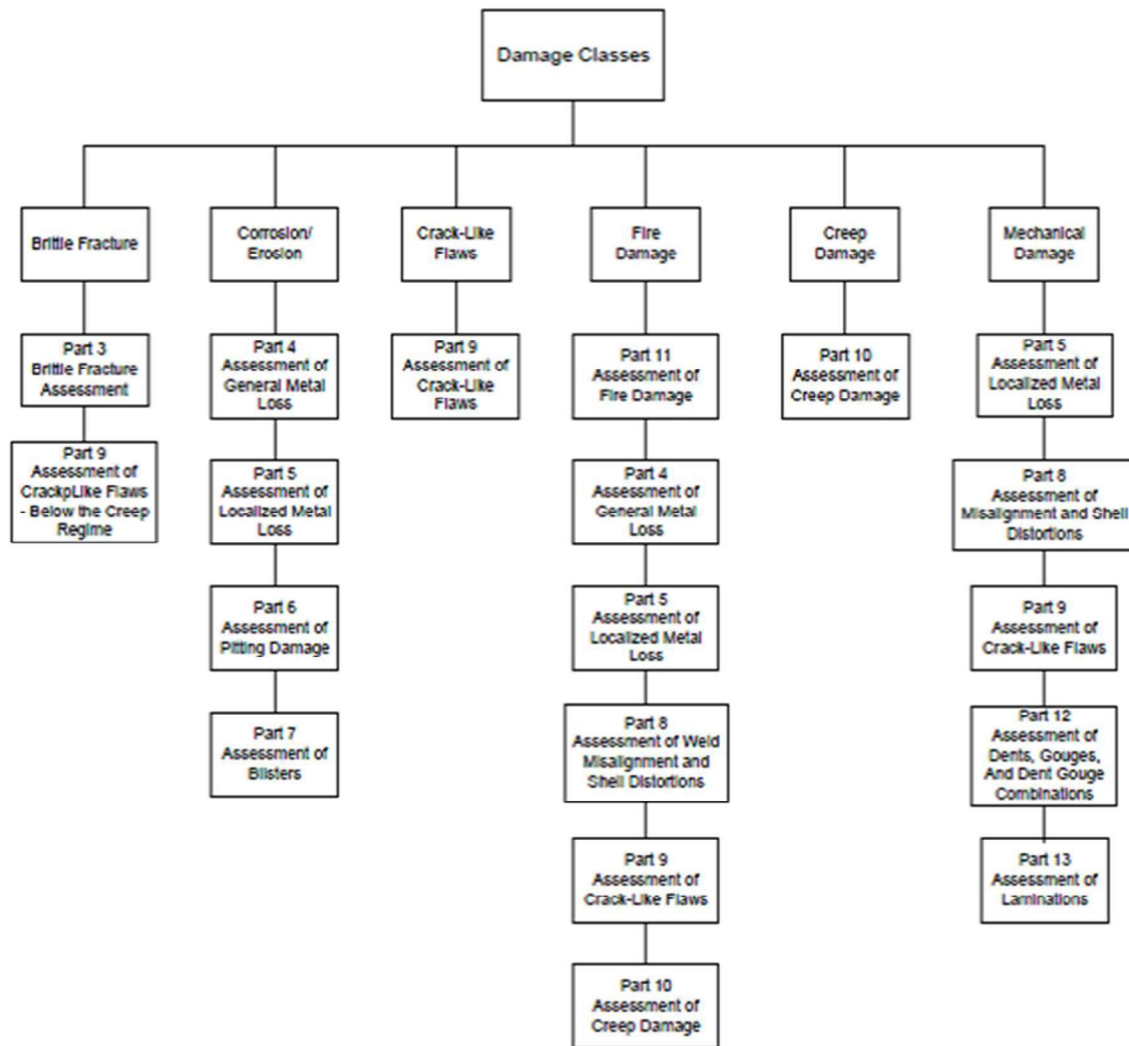 Damage Classes
Brittle Fracture
Corrosion/
Erosion
Crack-Like
Flaws
Fire
Damage
Creep
Damage
Mechanical
Damage
Part 3
Brittle Fracture
Assessment
Part 9
Assessment of
CrackpLike Flaws
- Below the Creep
Regime
Part 4
Assessment of
General Metal
Loss
Part 5
Assessment of
Localized Metal
Loss
Part 6
Assessment of
Pitting Damage
Part 7
Assessment of
Blisters
Part 9
Assessment of
Crack-Like
Flaws
Part 11
Assessment of
Fire Damage
Part 4
Assessment of
General Metal
Loss
Part 5
Assessment of
Localized Metal
Loss
Part 8
Assessment of Weld
Misalignment and
Shell Distortions
Part 9
Assessment of
Crack-Like Flaws
Part 10
Assessment of
Creep Damage
Part 10
Assessment of
Creep Damage
Part 5
Assessment of
Localized Metal
Loss
Part 8
Assessment of
Misalignment and Shell
Distortions
Part 9
Assessment of
Crack-Like Flaws
Part 12
Assessment of
Dents, Gouges,
And Dent Gouge
Combinations
Part 13
Assessment of
Laminations